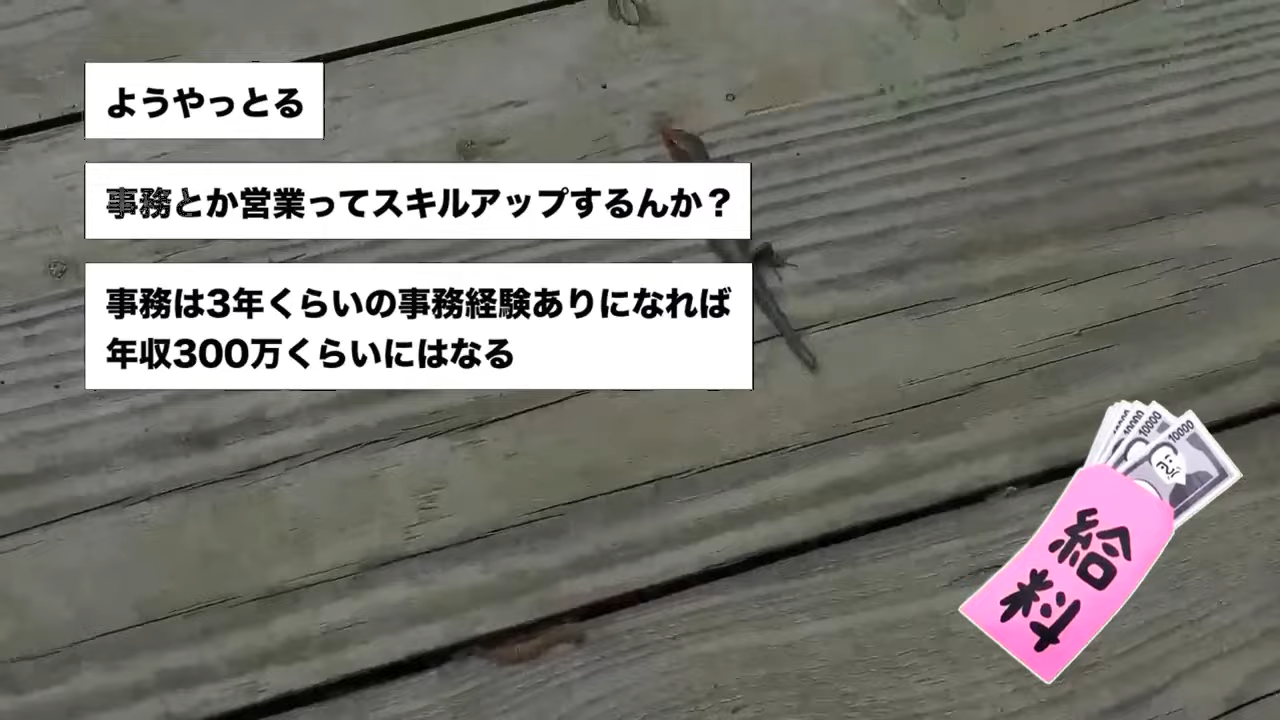 ようやっとる
事務とか営業ってスキルアップするんか？
事務は3年くらいの事務経験ありになれば
年収300万くらいにはなる
10000
10000
10000
給料